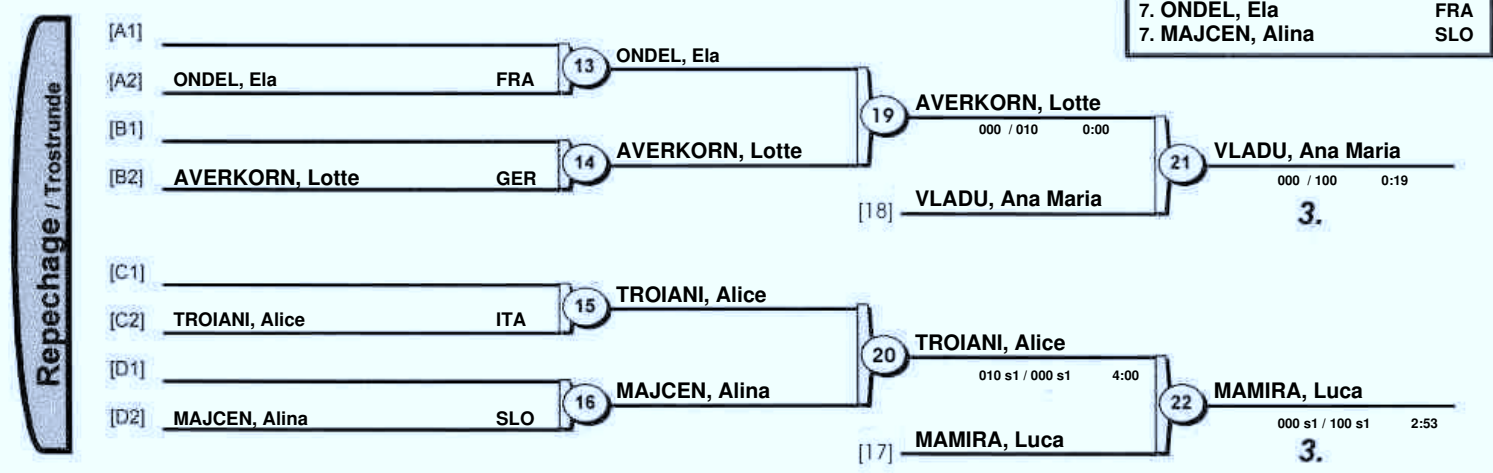 7. ONDEL, Ela FRA
7. MAJCEN, Alina SLO
Repechage / Trostrunde
[A1]
[A2] ONDEL, Ela FRA
13 ONDEL, Ela
[B1]
[B2] AVERKORN, Lotte GER
14 AVERKORN, Lotte
19 AVERKORN, Lotte
000 / 010 0:00
[18] VLADU, Ana Maria
21 VLADU, Ana Maria
000 / 100 0:19
3.
[C1]
[C2] TROIANI, Alice ITA
15 TROIANI, Alice
[D1]
[D2] MAJCEN, Alina SLO
16 MAJCEN, Alina
20 TROIANI, Alice
010 s1 / 000 s1 4:00
[17] MAMIRA, Luca
22 MAMIRA, Luca
000 s1 / 100 s1 2:53
3.